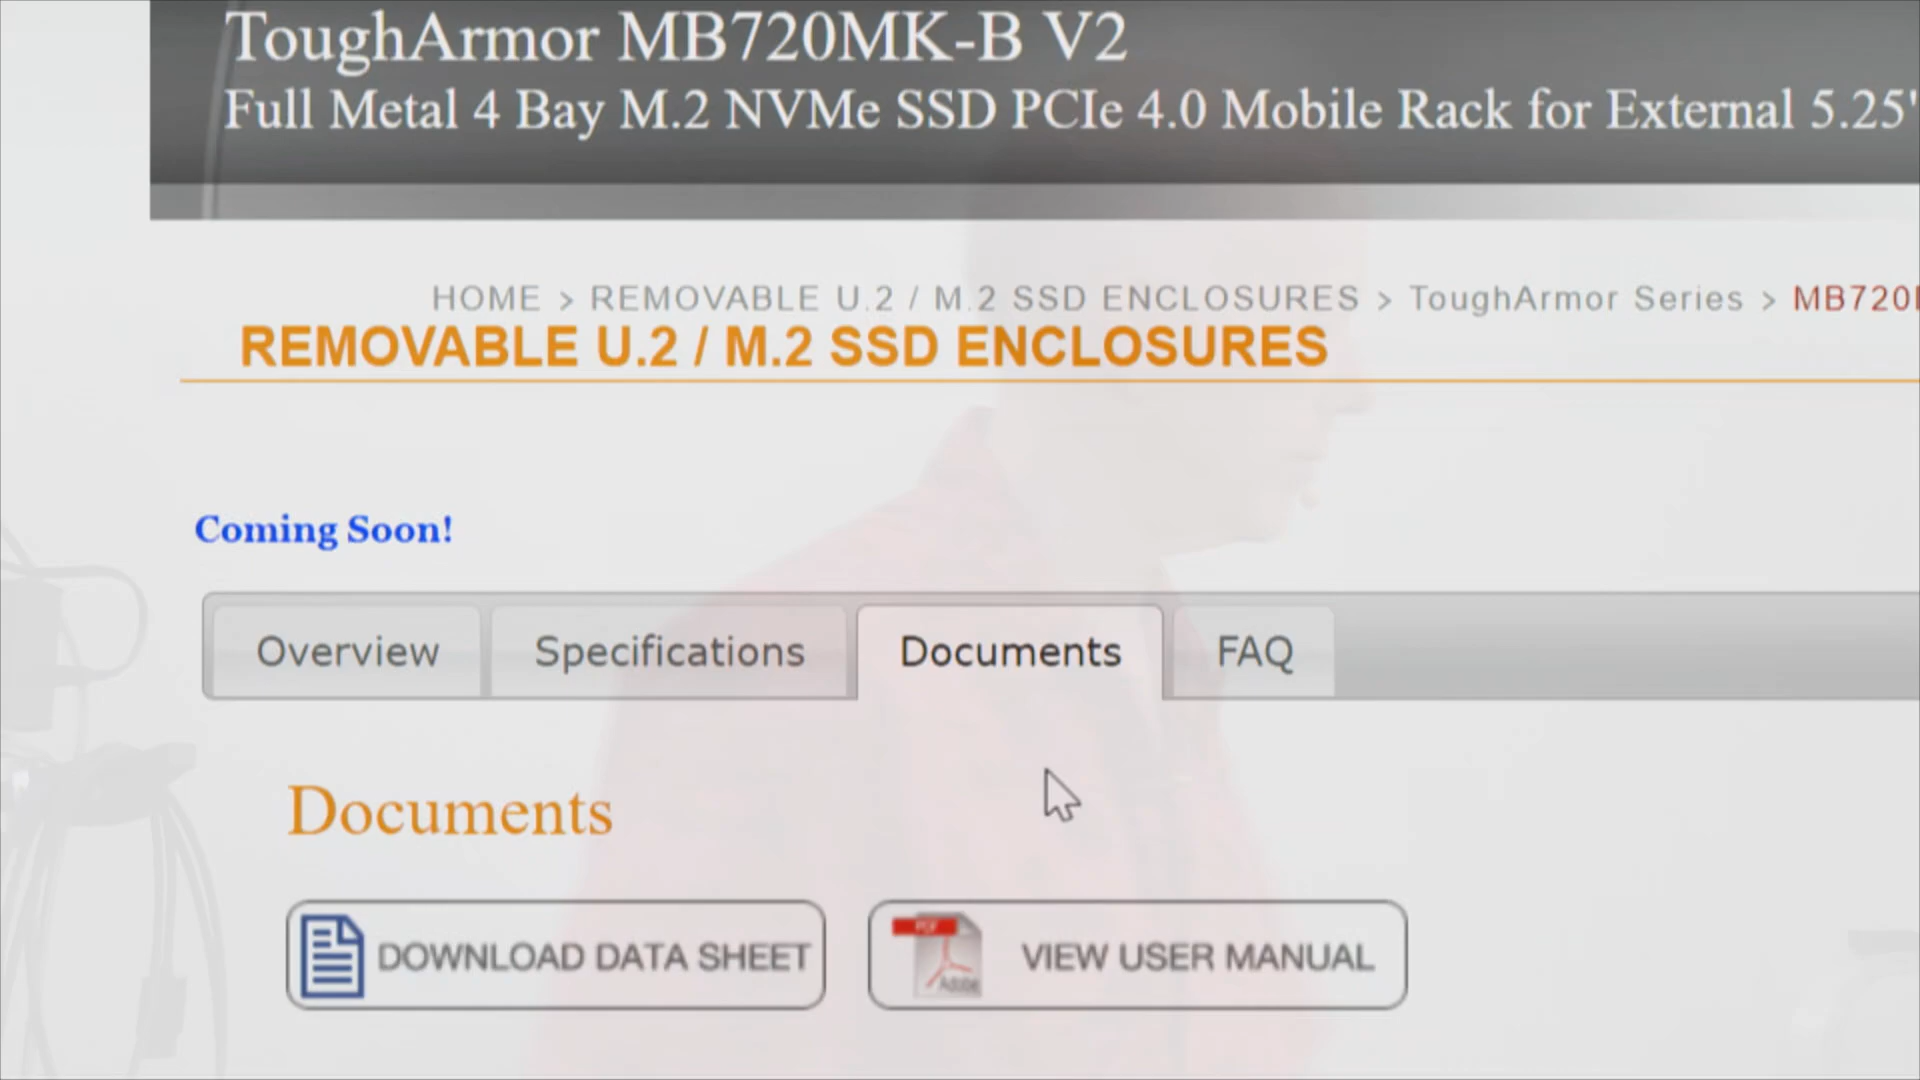 ToughArmor MB720MK-B V2
Full Metal 4 Bay M.2 NVMe SSD PCIe 4.0 Mobile Rack for External 5.25"
HOME > REMOVABLE U.2 / M.2 SSD ENCLOSURES > ToughArmor Series >
REMOVABLE U.2 / M.2 SSD ENCLOSURES
Coming Soon!
Overview Specifications Documents FAQ
Documents
DOWNLOAD DATA SHEET
PDF Adobe VIEW USER MANUAL